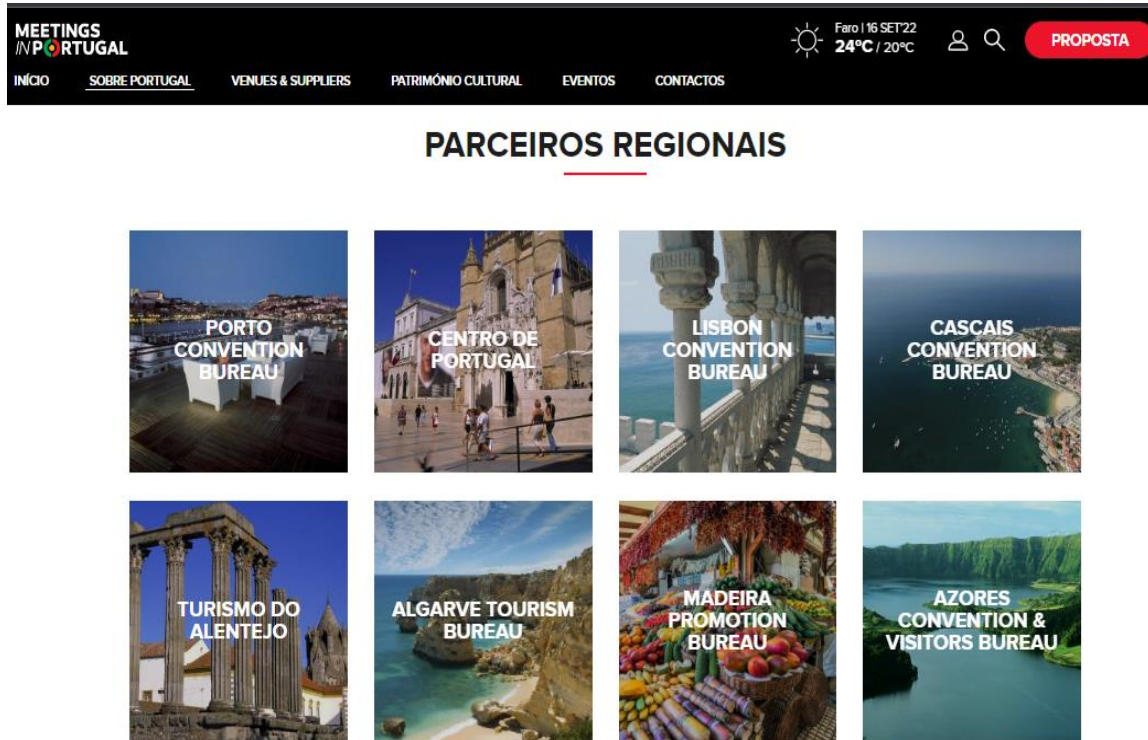 MEETINGS
IN PORTUGAL
Faro | 16 SET'22
24ºC / 20ºC
PROPOSTA
INÍCIO SOBRE PORTUGAL VENUES & SUPPLIERS PATRIMÓNIO CULTURAL EVENTOS CONTACTOS
PARCEIROS REGIONAIS
PORTO
CONVENTION
BUREAU
CENTRO DE
PORTUGAL
LISBON
CONVENTION
BUREAU
CASÇAIS
CONVENTION
BUREAU
TURISMO DO
ALENTEJO
ALGARVE TOURISM
BUREAU
MADEIRA
PROMOTION
BUREAU
AZORES
CONVENTION &
VISITORS BUREAU